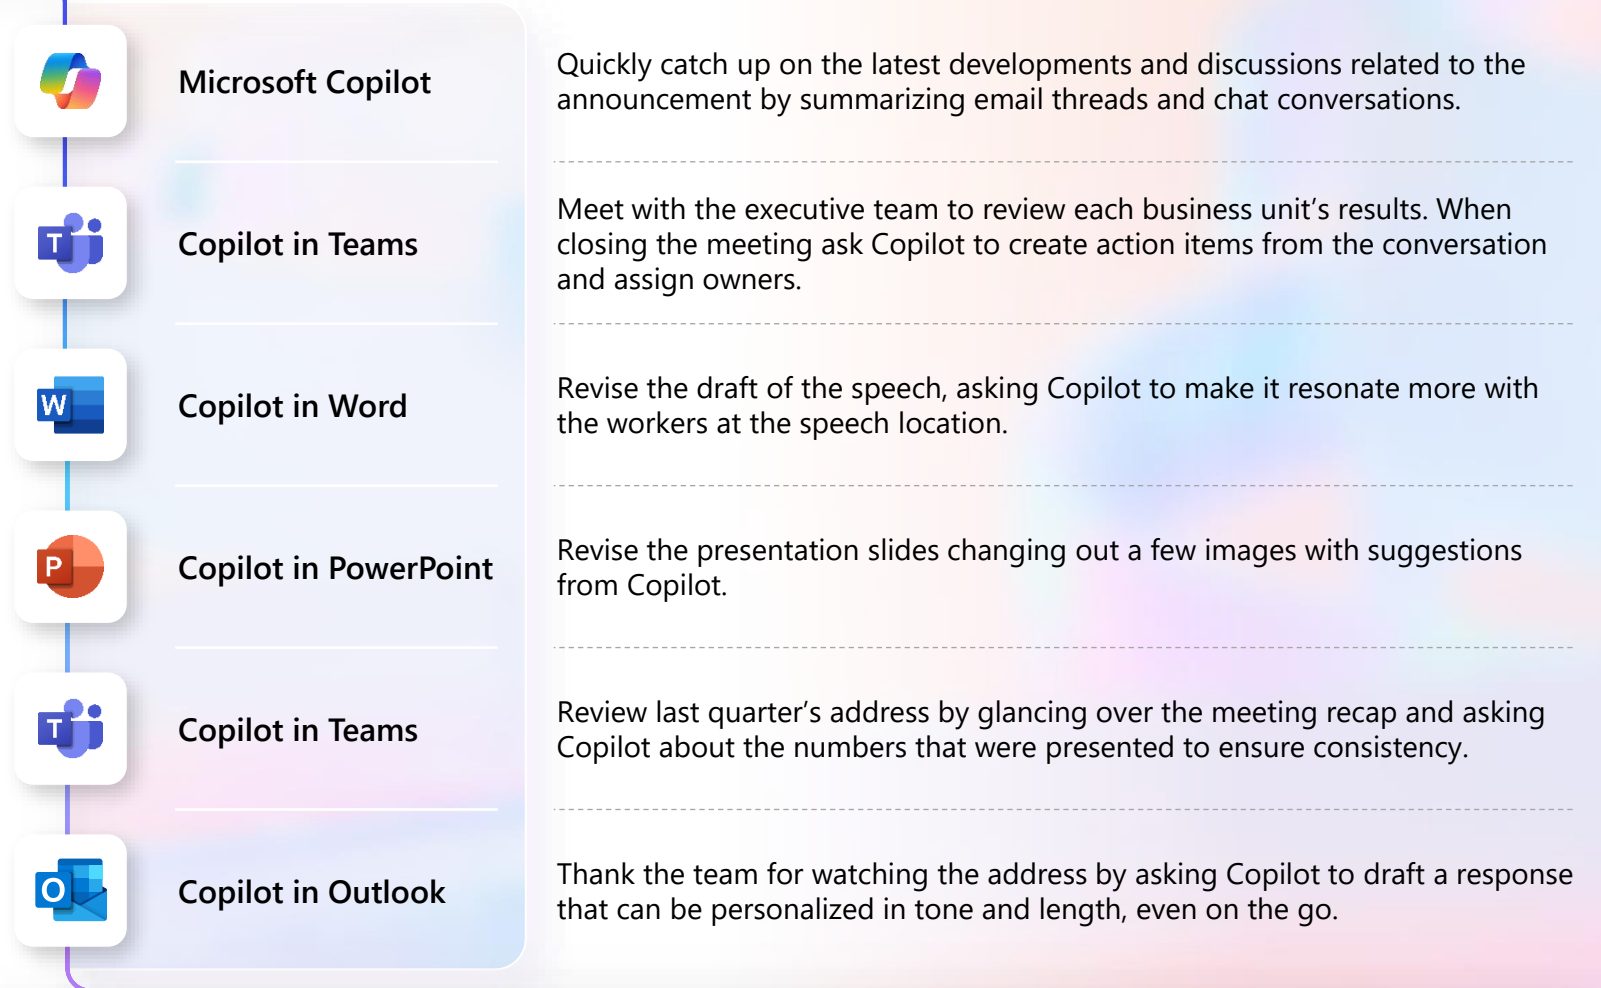 Microsoft Copilot
Quickly catch up on the latest developments and discussions related to the
announcement by summarizing email threads and chat conversations.
T
Copilot in Teams
Meet with the executive team to review each business unit’s results. When
closing the meeting ask Copilot to create action items from the conversation
and assign owners.
W
Copilot in Word
Revise the draft of the speech, asking Copilot to make it resonate more with
the workers at the speech location.
P
Copilot in PowerPoint
Revise the presentation slides changing out a few images with suggestions
from Copilot.
T
Copilot in Teams
Review last quarter’s address by glancing over the meeting recap and asking
Copilot about the numbers that were presented to ensure consistency.
O
Copilot in Outlook
Thank the team for watching the address by asking Copilot to draft a response
that can be personalized in tone and length, even on the go.